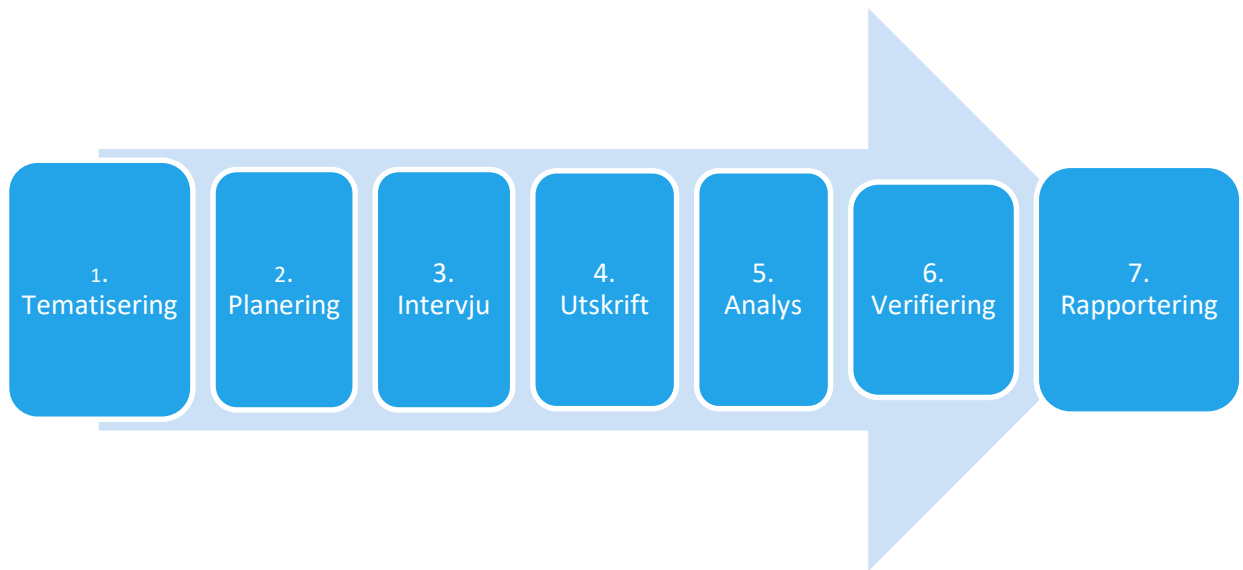 1.
Tematisering
2.
Planering
3.
Intervju
4.
Utskrift
5.
Analys
6.
Verifiering
7.
Rapportering